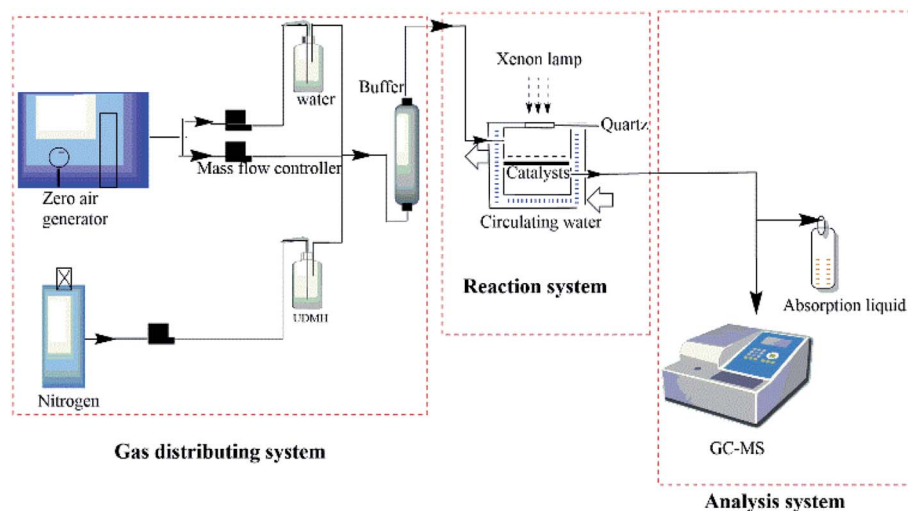 Xenon lamp
water
Buffer
Quartz
Mass flow controller
Catalysts
Zero air
generator
Circulating water
Reaction system
UDMH
Absorption liquid
Nitrogen
Gas distributing system
GC-MS
Analysis system